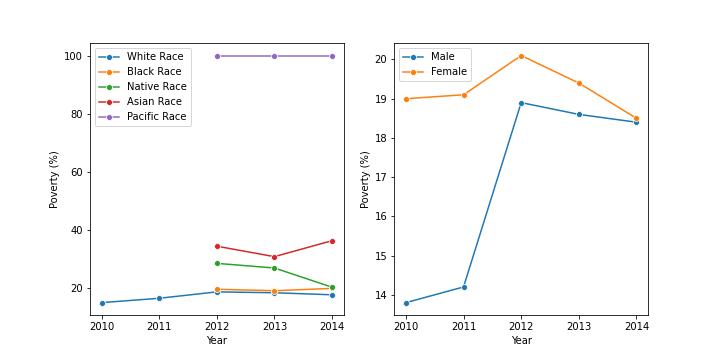 White Race
Black Race
Native Race
Asian Race
Pacific Race
100
80
60
40
20
Poverty (%)
2010 2011 2012 2013 2014
Year
Male
Female
20
19
18
17
16
15
14
Poverty (%)
2010 2011 2012 2013 2014
Year